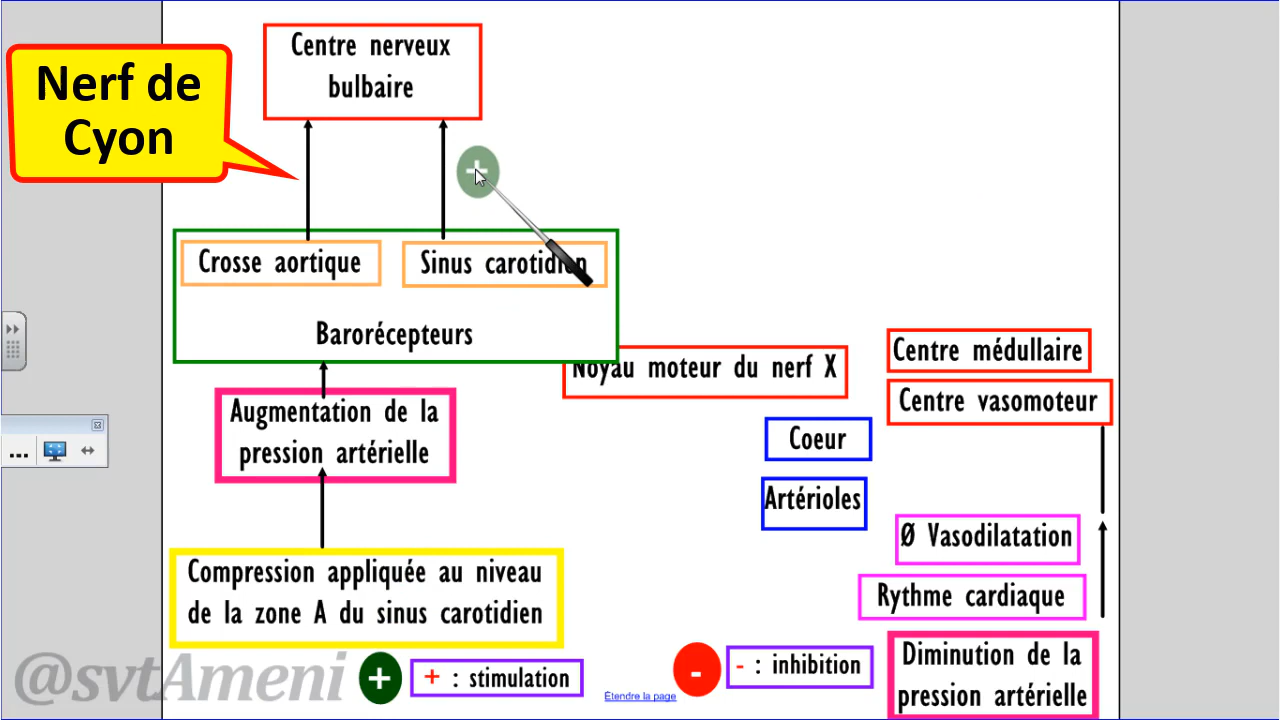 Nerf de
Cyon
Centre nerveux
bulbaire
+
Crosse aortique
Sinus carotidien
Barorécepteurs
Noyau moteur du nerf X
Centre médullaire
Centre vasomoteur
Augmentation de la
pression artérielle
Coeur
Artérioles
Ø Vasodilatation
Rythme cardiaque
Compression appliquée au niveau
de la zone A du sinus carotidien
Diminution de la
pression artérielle
@svtAmeni
+
+ : stimulation
-
- : inhibition
Étendre la page
...